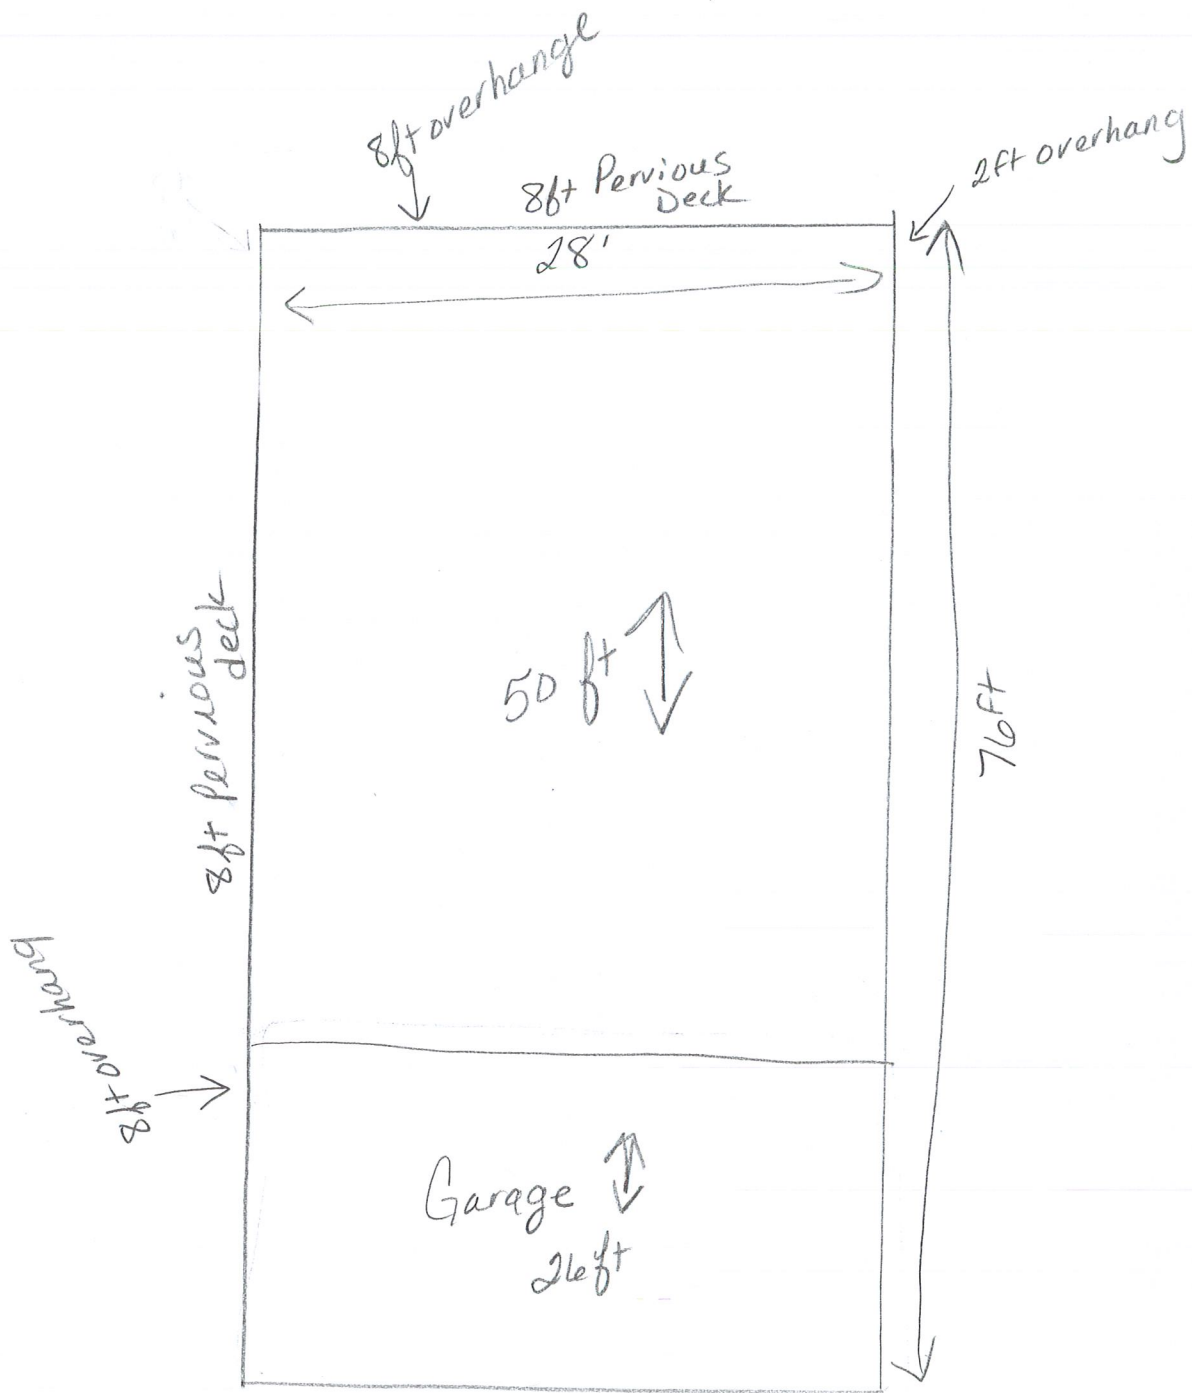 8ft overhange
2ft overhang
8ft Pervious
Deck
28'
8ft Pervious
deck
50 ft
76ft
8ft overhang
Garage
26ft